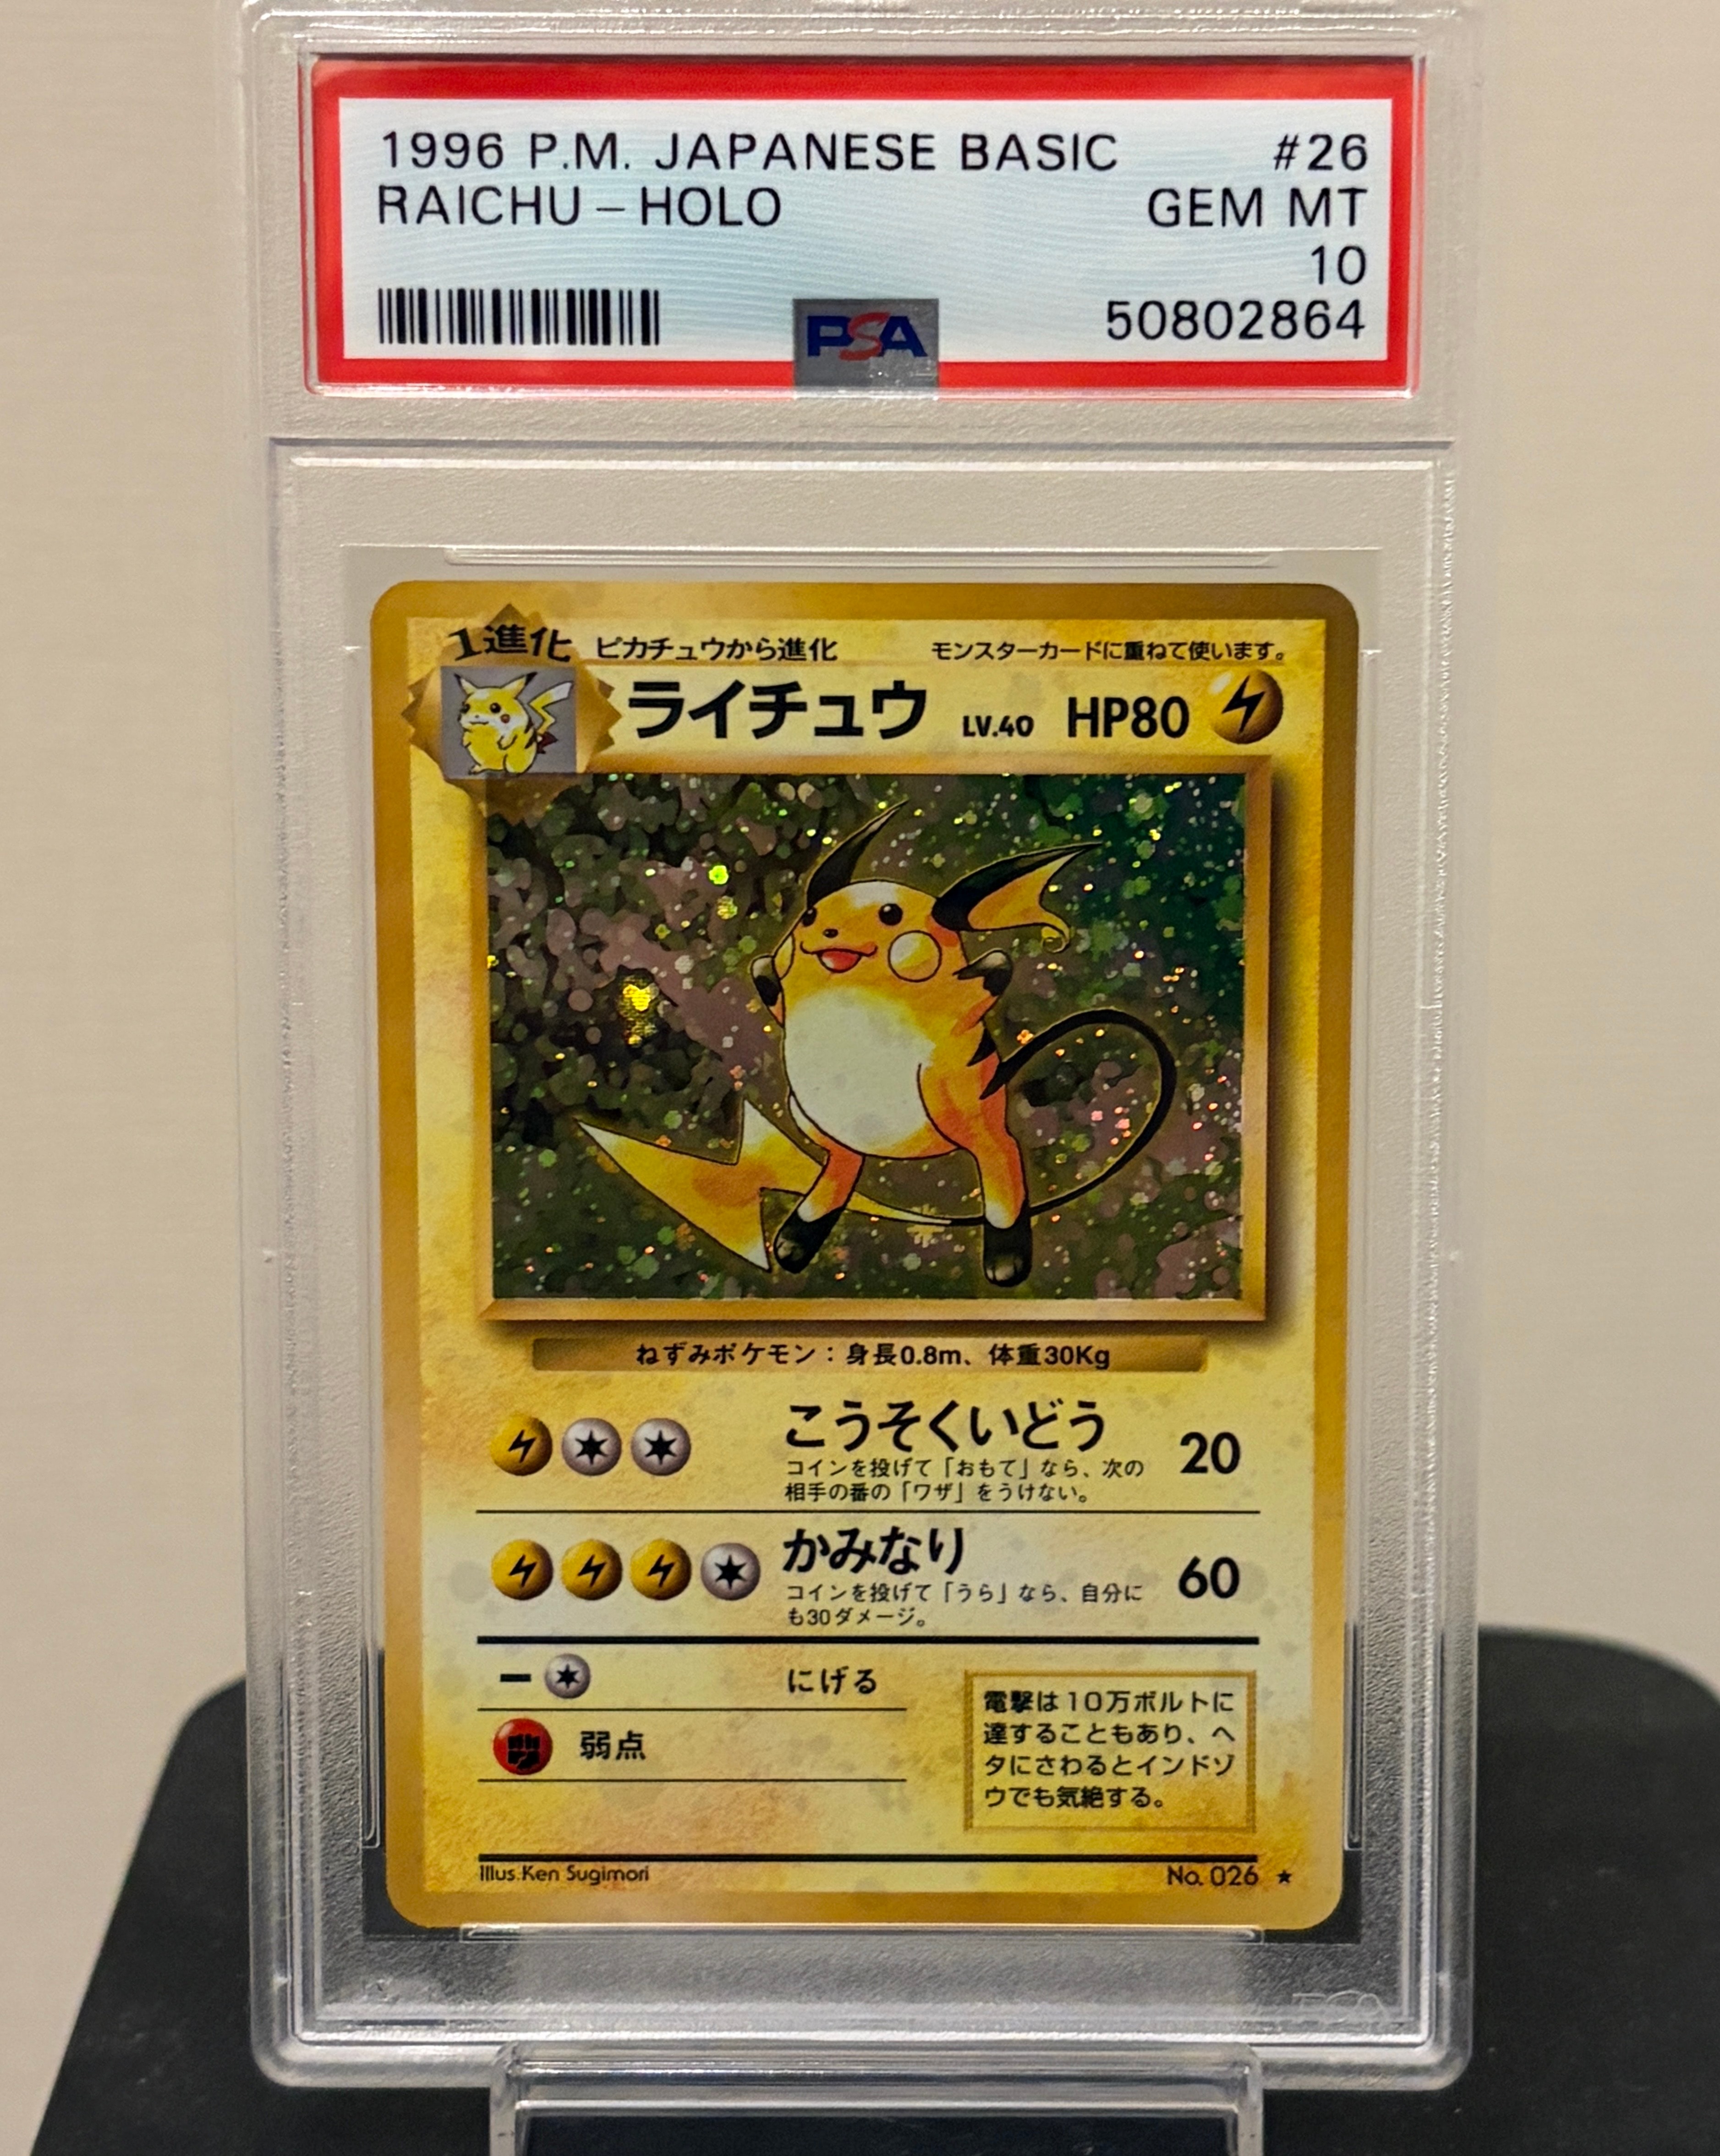 1996 P.M. JAPANESE BASIC #26
RAICHU – HOLO GEM MT
10
PSA 50802864
1進化 ピカチュウから進化 モンスターカードに重ねて使います。
ライチュウ LV.40 HP80
ねずみポケモン：身長0.8m、体重30Kg
こうそくいどう 20
コインを投げて「おもて」なら、次の
相手の番の「ワザ」をうけない。
かみなり 60
コインを投げて「うら」なら、自分に
も30ダメージ。
にげる
弱点
電撃は10万ボルトに
達することもあり、ヘ
タにさわるとインドゾ
ウでも気絶する。
Illus. Ken Sugimori No. 026 ★
PSA